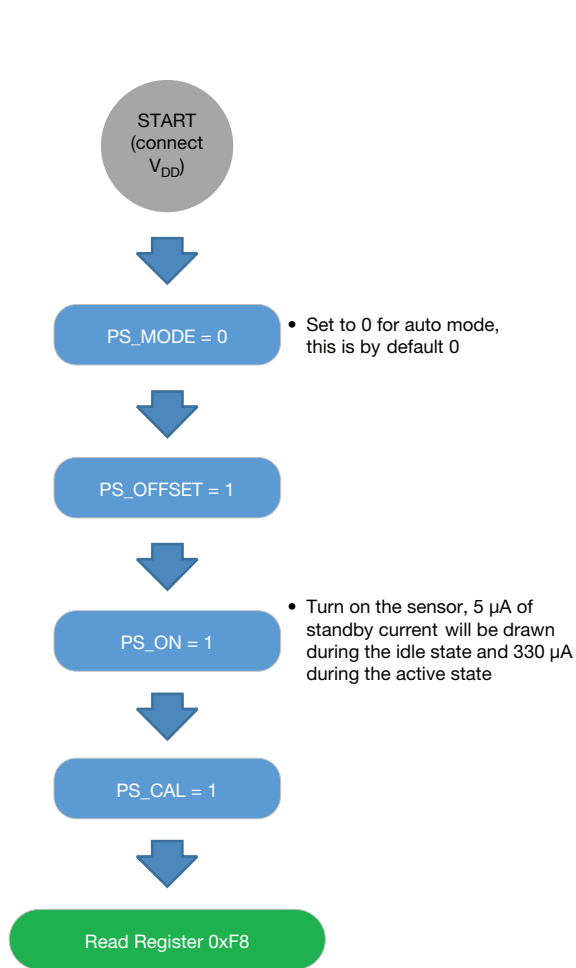 START
(connect
VDD)
PS_MODE = 0
• Set to 0 for auto mode,
this is by default 0
PS_OFFSET = 1
PS_ON = 1
• Turn on the sensor, 5 µA of
standby current will be drawn
during the idle state and 330 µA
during the active state
PS_CAL = 1
Read Register 0xF8